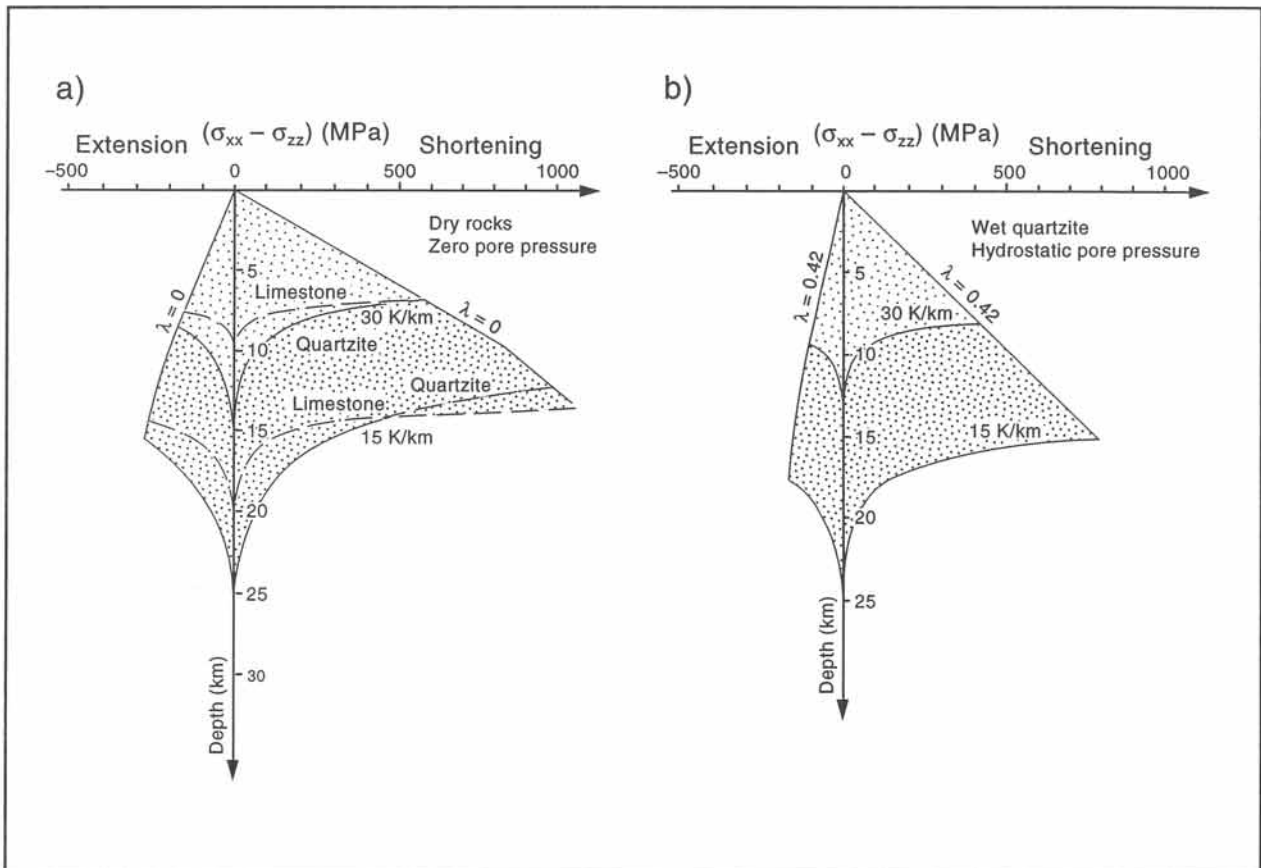 a)
Extension (σxx – σzz) (MPa) Shortening
–500 0 500 1000
Dry rocks
Zero pore pressure
λ = 0
λ = 0
5
Limestone
30 K/km
10
Quartzite
Quartzite
Limestone
15
15 K/km
20
25
30
Depth (km)
b)
Extension (σxx – σzz) (MPa) Shortening
–500 0 500 1000
Wet quartzite
Hydrostatic pore pressure
λ = 0.42
λ = 0.42
5
30 K/km
10
15
15 K/km
20
25
Depth (km)